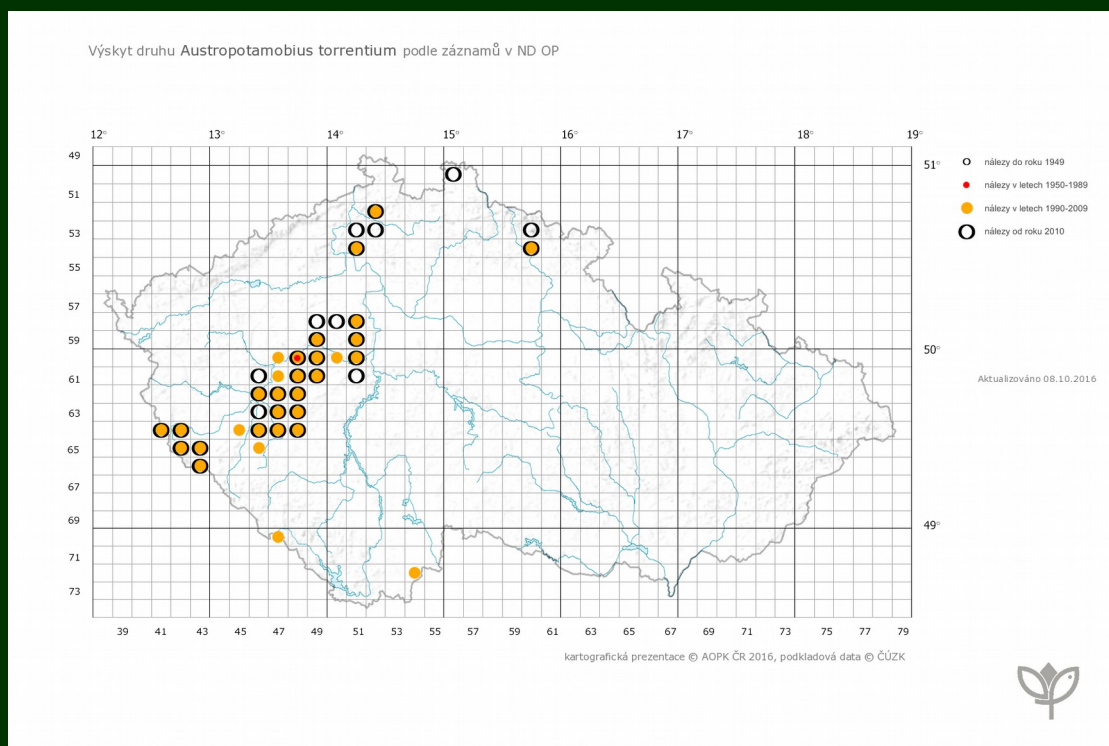 Výskyt druhu Austropotamobius torrentium podle záznamů v ND OP
12° 13° 14° 15° 16° 17° 18° 19°
49
51°
nálezy do roku 1949
nálezy v letech 1950-1989
51
nálezy v letech 1990-2009
53
nálezy od roku 2010
55
57
59
50°
61
Aktualizováno 08.10.2016
63
65
67
69
49°
71
73
39 41 43 45 47 49 51 53 55 57 59 61 63 65 67 69 71 73 75 77 79
kartografická prezentace © AOPK ČR 2016, podkladová data © ČÚZK